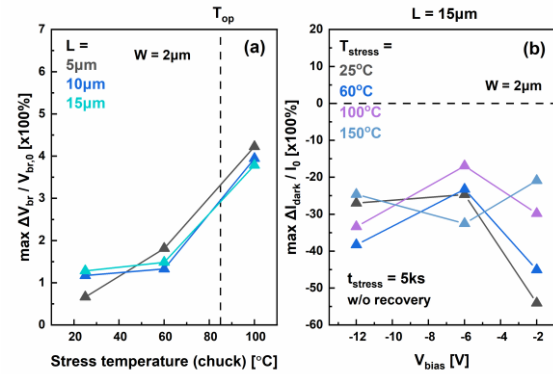 T_op
L = 15µm
L =
5µm
10µm
15µm
W = 2µm
(a)
T_stress =
25°C
60°C
100°C
150°C
(b)
W = 2µm
t_stress = 5ks
w/o recovery
max ΔV_br / V_br,0 [x100%]
7
6
5
4
3
2
1
0
20 40 60 80 100
Stress temperature (chuck) [°C]
max ΔI_dark / I_0 [x100%]
20
10
0
-10
-20
-30
-40
-50
-60
-12 -10 -8 -6 -4 -2
V_bias [V]